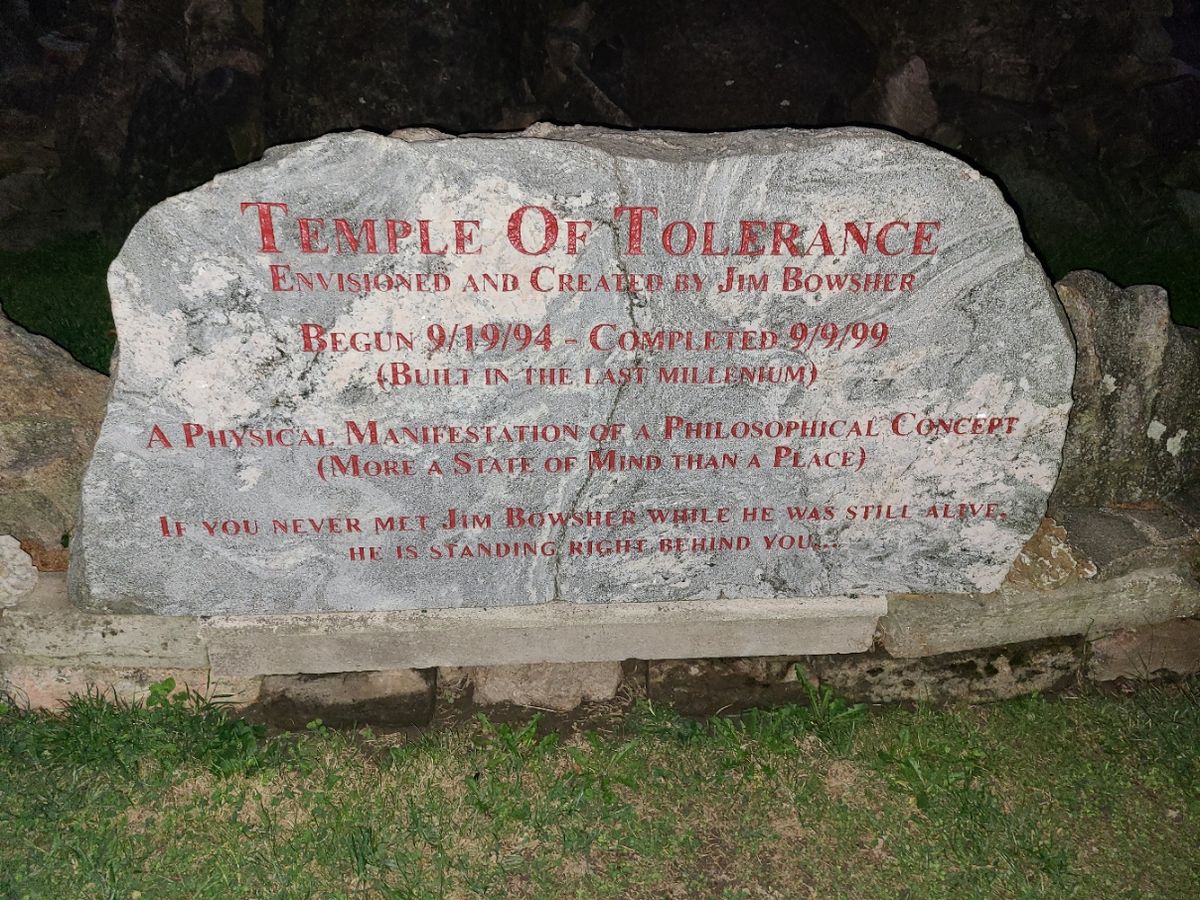 Temple Of Tolerance
Envisioned and Created by Jim Bowsher
Begun 9/19/94 - Completed 9/9/99
(Built in the last millenium)
A Physical Manifestation of a Philosophical Concept
(More a State of Mind than a Place)
If you never met Jim Bowsher while he was still alive,
he is standing right behind you...